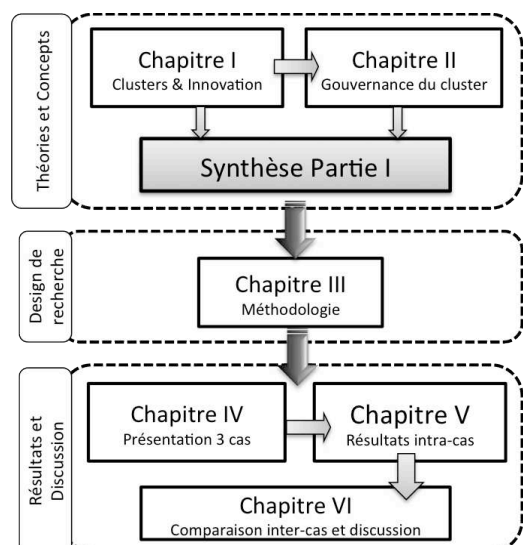 Théories et Concepts
Chapitre I
Clusters & Innovation
Chapitre II
Gouvernance du cluster
Synthèse Partie I
Design de
recherche
Chapitre III
Méthodologie
Résultats et
Discussion
Chapitre IV
Présentation 3 cas
Chapitre V
Résultats intra-cas
Chapitre VI
Comparaison inter-cas et discussion